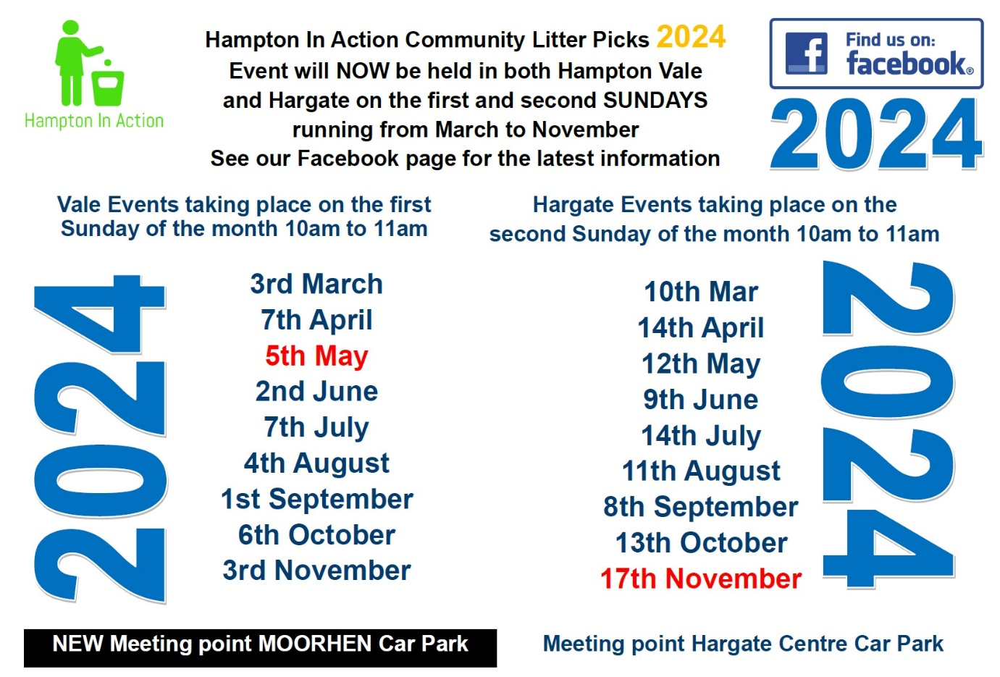 Hampton In Action
Hampton In Action Community Litter Picks 2024
Event will NOW be held in both Hampton Vale
and Hargate on the first and second SUNDAYS
running from March to November
See our Facebook page for the latest information
f
Find us on:
facebook®
2024
Vale Events taking place on the first
Sunday of the month 10am to 11am
2024
3rd March
7th April
5th May
2nd June
7th July
4th August
1st September
6th October
3rd November
NEW Meeting point MOORHEN Car Park
Hargate Events taking place on the
second Sunday of the month 10am to 11am
10th Mar
14th April
12th May
9th June
14th July
11th August
8th September
13th October
17th November
2024
Meeting point Hargate Centre Car Park